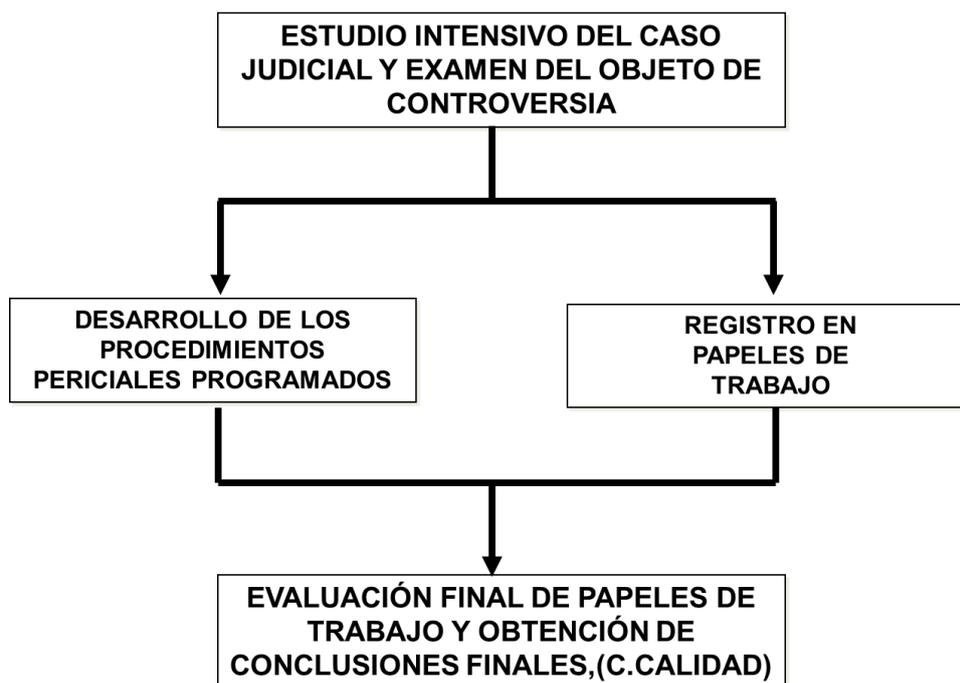 ESTUDIO INTENSIVO DEL CASO
JUDICIAL Y EXAMEN DEL OBJETO DE
CONTROVERSIA
DESARROLLO DE LOS
PROCEDIMIENTOS
PERICIALES PROGRAMADOS
REGISTRO EN
PAPELES DE
TRABAJO
EVALUACIÓN FINAL DE PAPELES DE
TRABAJO Y OBTENCIÓN DE
CONCLUSIONES FINALES,(C.CALIDAD)